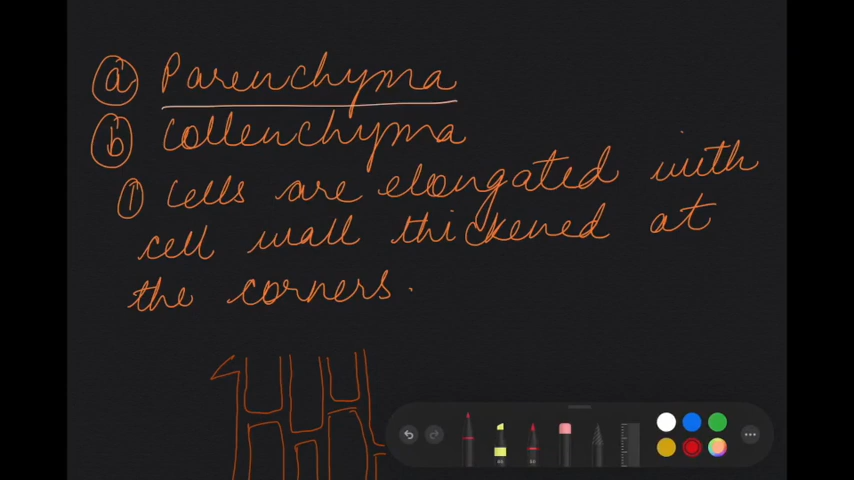 ⓐ Parenchyma
ⓑ Collenchyma
① Cells are elongated with
cell wall thickened at
the corners.